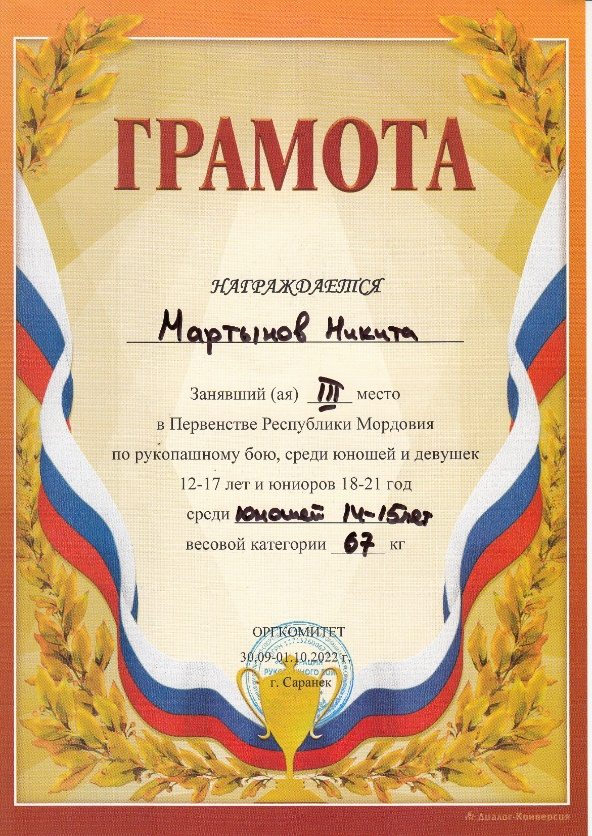 ГРАМОТА
НАГРАЖДАЕТСЯ
Мартынов Никита
Занявший (ая) III место
в Первенстве Республики Мордовия
по рукопашному бою, среди юношей и девушек
12-17 лет и юниоров 18-21 год
среди юношей 14-15 лет
весовой категории 67 кг
ОРГКОМИТЕТ
30.09-01.10.2022 г.
г. Саранск
Диалог-Конверсия